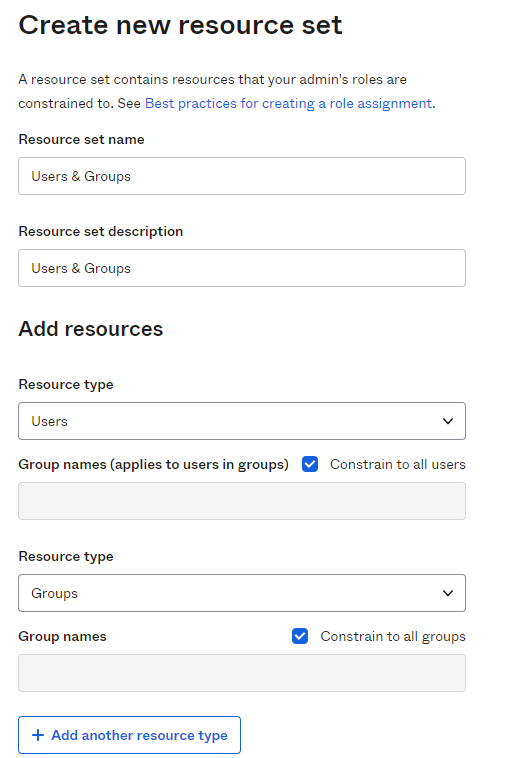 Create new resource set
A resource set contains resources that your admin's roles are
constrained to. See Best practices for creating a role assignment.
Resource set name
Users & Groups
Resource set description
Users & Groups
Add resources
Resource type
Users
Group names (applies to users in groups) Constrain to all users
Resource type
Groups
Group names Constrain to all groups
+ Add another resource type